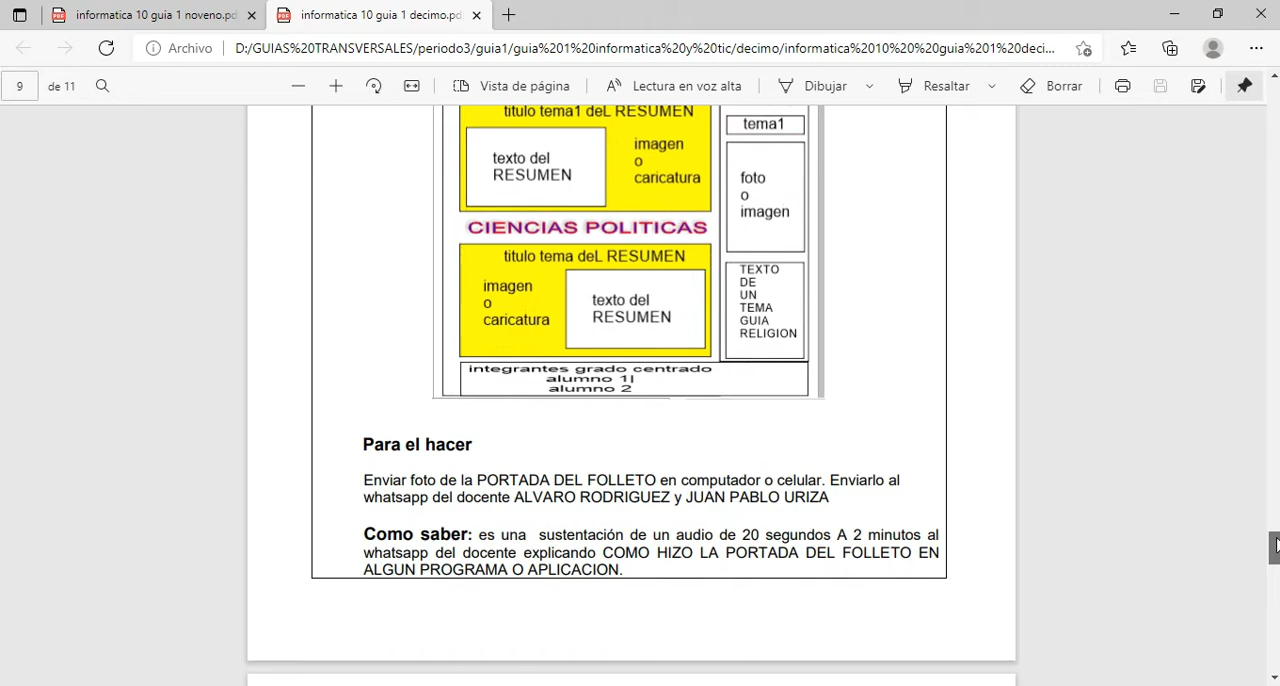 informatica 10 guia 1 noveno.pd
informatica 10 guia 1 decimo.pd
Archivo
D:/GUIAS%20TRANSVERSALES/periodo3/guia1/guia%201%20informatica%20y%20tic/decimo/informatica%2010%20%20guia%201%20deci...
9 de 11
Vista de página
Lectura en voz alta
Dibujar
Resaltar
Borrar
titulo tema1 deL RESUMEN
texto del
RESUMEN
imagen
o
caricatura
CIENCIAS POLITICAS
titulo tema deL RESUMEN
imagen
o
caricatura
texto del
RESUMEN
tema1
foto
o
imagen
TEXTO
DE
UN
TEMA
GUIA
RELIGION
integrantes grado centrado
alumno 1|
alumno 2
Para el hacer
Enviar foto de la PORTADA DEL FOLLETO en computador o celular. Enviarlo al
whatsapp del docente ALVARO RODRIGUEZ y JUAN PABLO URIZA
Como saber: es una sustentación de un audio de 20 segundos A 2 minutos al
whatsapp del docente explicando COMO HIZO LA PORTADA DEL FOLLETO EN
ALGUN PROGRAMA O APLICACION.